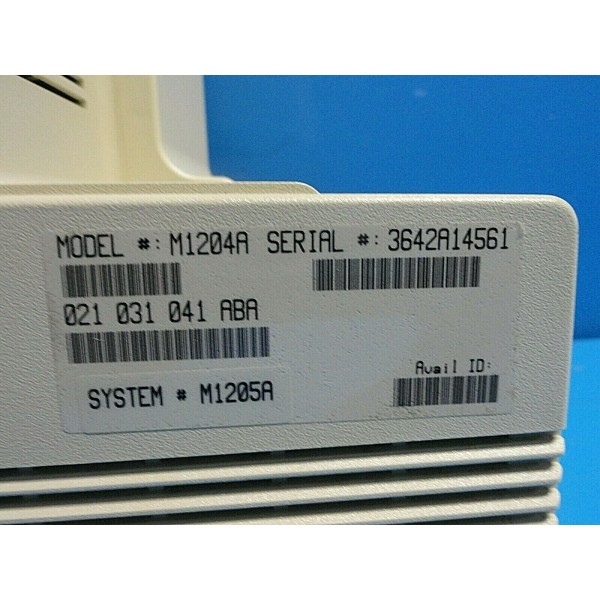 MODEL #: M1204A SERIAL #: 3642A14561
021 031 041 ABA
Avail ID:
SYSTEM # M1205A